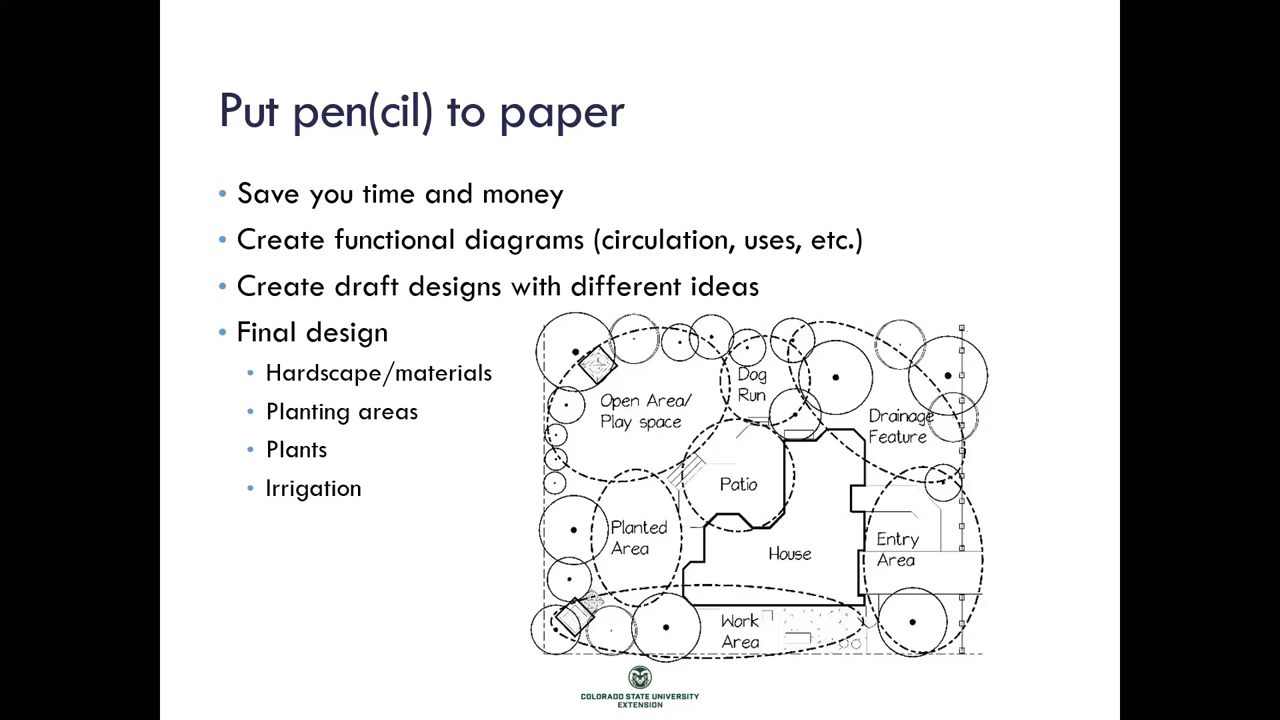 Put pen(cil) to paper
• Save you time and money
• Create functional diagrams (circulation, uses, etc.)
• Create draft designs with different ideas
• Final design
• Hardscape/materials
• Planting areas
• Plants
• Irrigation
Open Area/
Play space
Dog
Run
Drainage
Feature
Patio
Planted
Area
House
Entry
Area
Work
Area
COLORADO STATE UNIVERSITY
EXTENSION